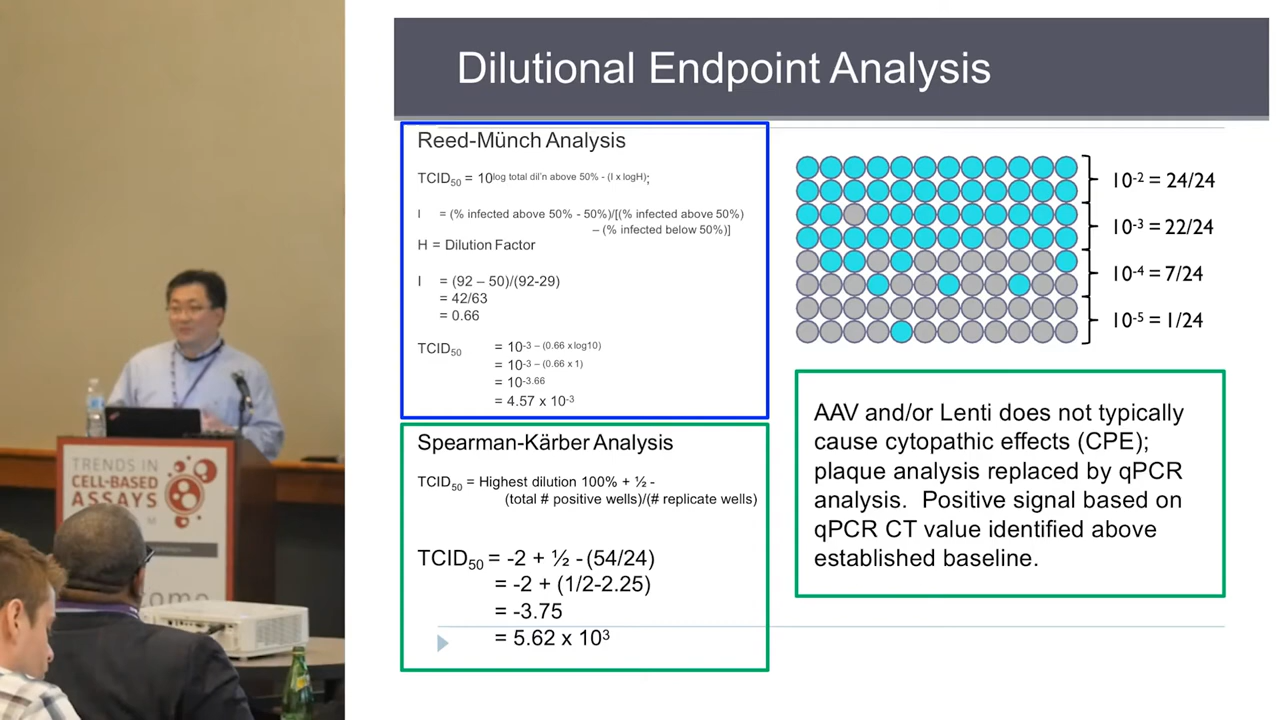 Dilutional Endpoint Analysis
Reed-Münch Analysis
TCID50 = 10log total dil'n above 50% - (I x logH);
I = (% infected above 50% - 50%)/[(% infected above 50%)
– (% infected below 50%)]
H = Dilution Factor
I = (92 – 50)/(92-29)
= 42/63
= 0.66
TCID50 = 10-3 – (0.66 x log10)
= 10-3 – (0.66 x 1)
= 10-3.66
= 4.57 x 10-3
Spearman-Kärber Analysis
TCID50 = Highest dilution 100% + ½ -
(total # positive wells)/(# replicate wells)
TCID50 = -2 + ½ - (54/24)
= -2 + (1/2-2.25)
= -3.75
= 5.62 x 10³
10-2 = 24/24
10-3 = 22/24
10-4 = 7/24
10-5 = 1/24
AAV and/or Lenti does not typically
cause cytopathic effects (CPE);
plaque analysis replaced by qPCR
analysis. Positive signal based on
qPCR CT value identified above
established baseline.
TRENDS IN
CELL-BASED
ASSAYS